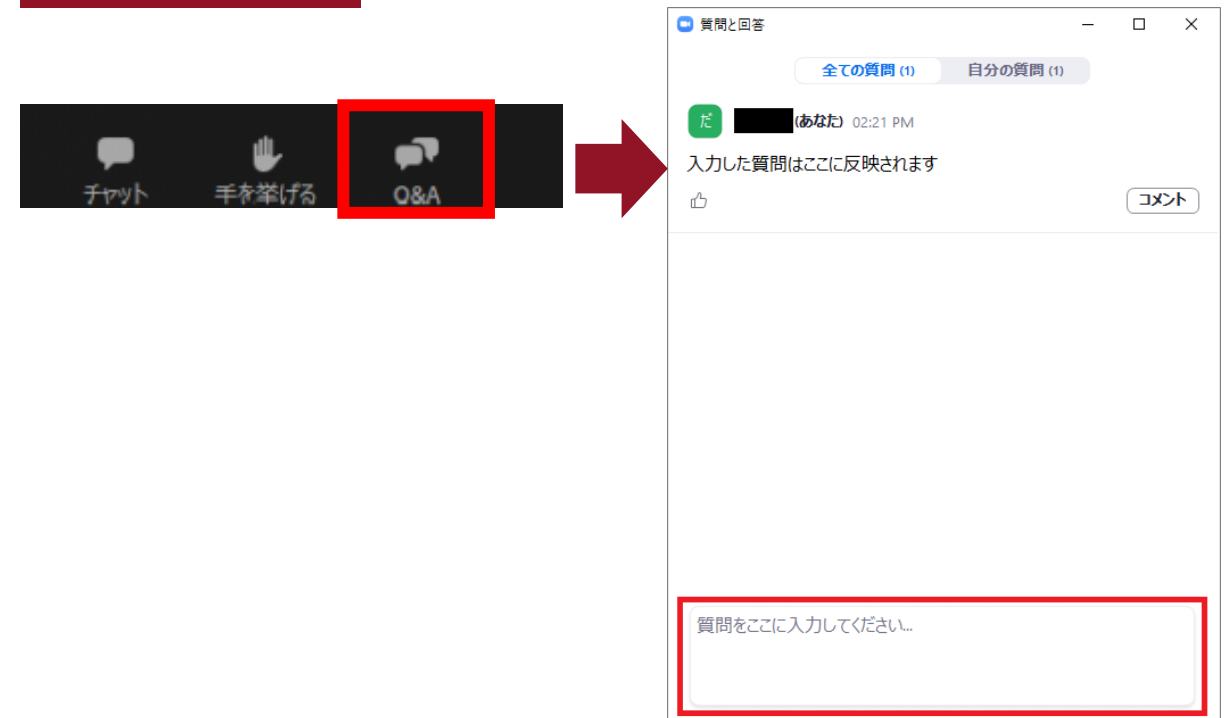 チャット
手を挙げる
Q&A
質問と回答
全ての質問 (1)
自分の質問 (1)
だ
(あなた) 02:21 PM
入力した質問はここに反映されます
コメント
質問をここに入力してください...